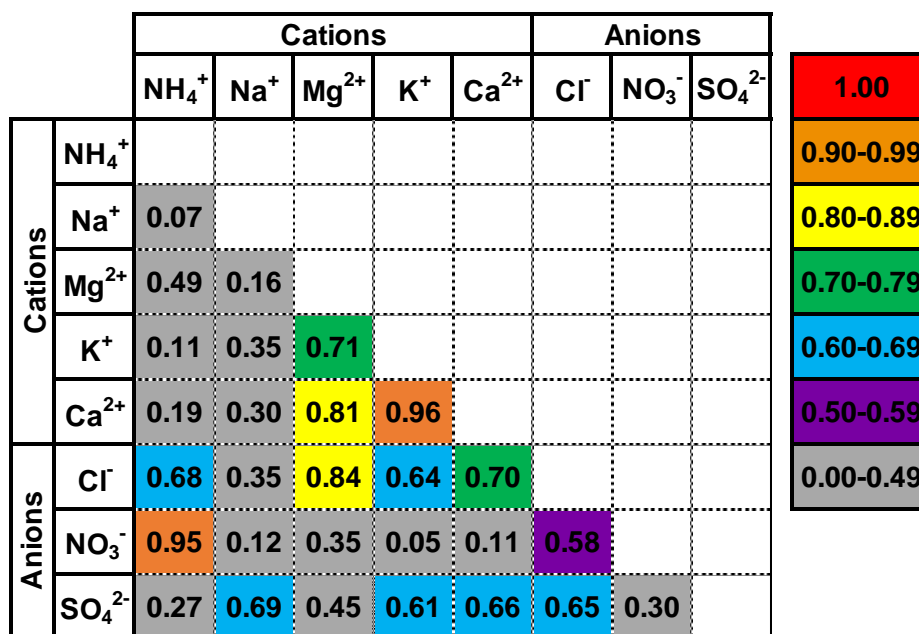 Cations Anions
NH₄⁺ Na⁺ Mg²⁺ K⁺ Ca²⁺ Cl⁻ NO₃⁻ SO₄²⁻
Cations
NH₄⁺
Na⁺ 0.07
Mg²⁺ 0.49 0.16
K⁺ 0.11 0.35 0.71
Ca²⁺ 0.19 0.30 0.81 0.96
Anions
Cl⁻ 0.68 0.35 0.84 0.64 0.70
NO₃⁻ 0.95 0.12 0.35 0.05 0.11 0.58
SO₄²⁻ 0.27 0.69 0.45 0.61 0.66 0.65 0.30
1.00
0.90-0.99
0.80-0.89
0.70-0.79
0.60-0.69
0.50-0.59
0.00-0.49